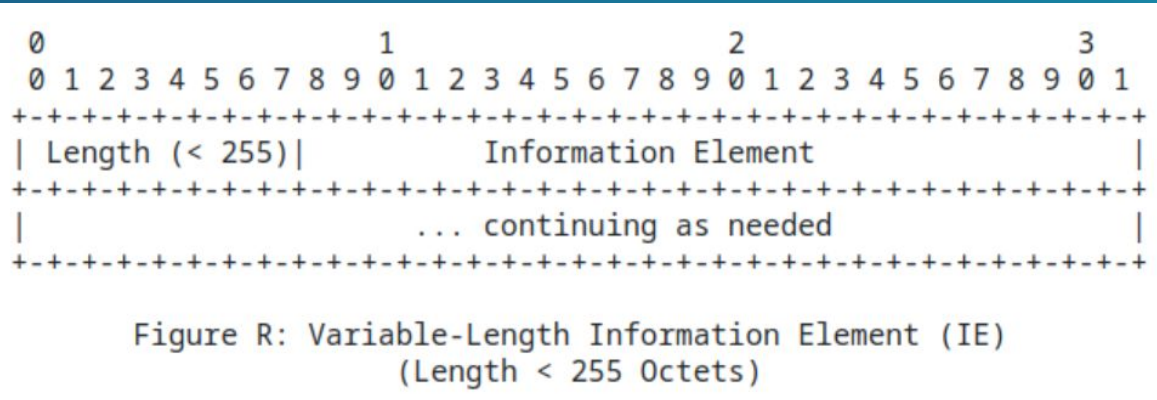 0                   1                   2                   3
0 1 2 3 4 5 6 7 8 9 0 1 2 3 4 5 6 7 8 9 0 1 2 3 4 5 6 7 8 9 0 1
+-+-+-+-+-+-+-+-+-+-+-+-+-+-+-+-+-+-+-+-+-+-+-+-+-+-+-+-+-+-+-+-+
| Length (< 255)|          Information Element                  |
+-+-+-+-+-+-+-+-+-+-+-+-+-+-+-+-+-+-+-+-+-+-+-+-+-+-+-+-+-+-+-+-+
|                      ... continuing as needed                 |
+-+-+-+-+-+-+-+-+-+-+-+-+-+-+-+-+-+-+-+-+-+-+-+-+-+-+-+-+-+-+-+-+
Figure R: Variable-Length Information Element (IE)
(Length < 255 Octets)